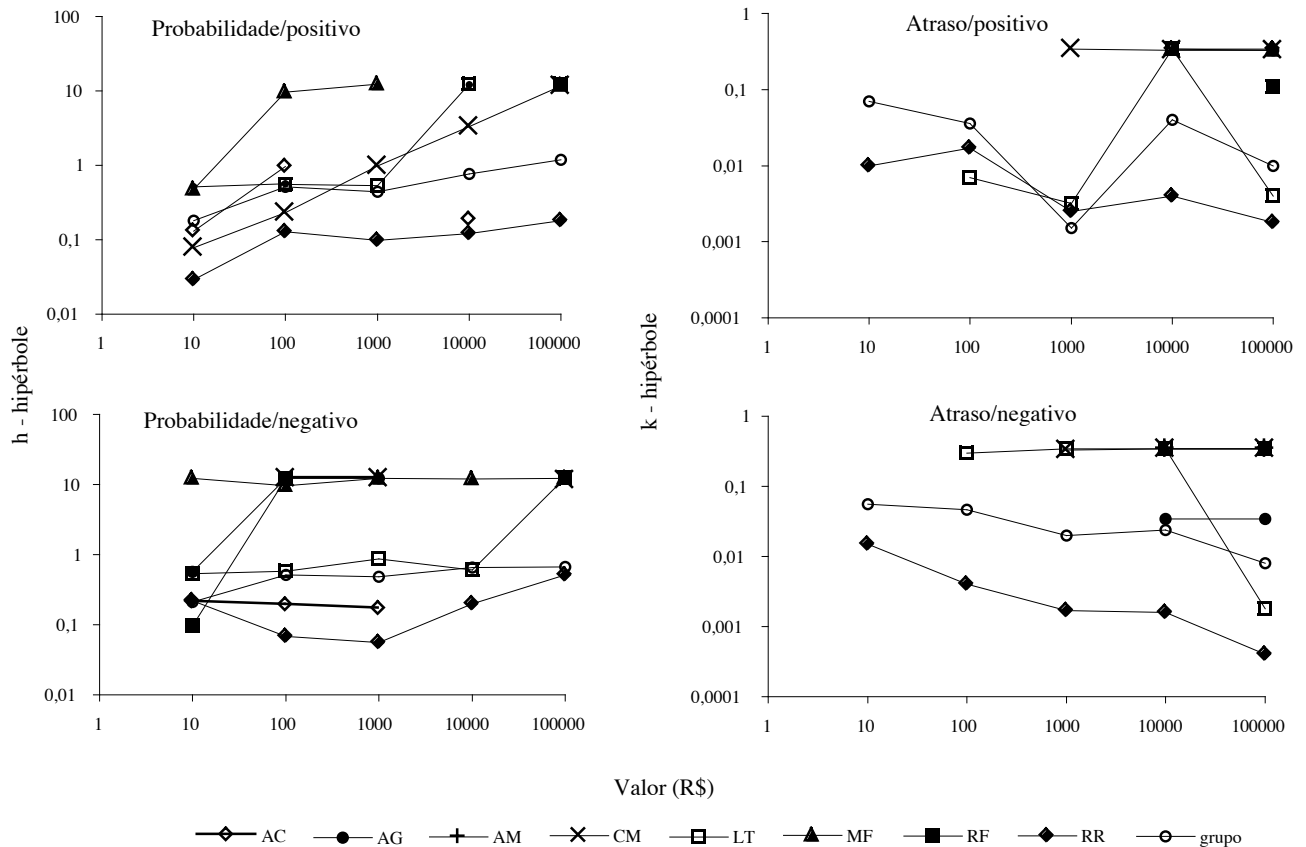 Probabilidade/positivo
100
10
1
0,1
0,01
1 10 100 1000 10000 100000
Atraso/positivo
1
0,1
0,01
0,001
0,0001
1 10 100 1000 10000 100000
h - hipérbole
k - hipérbole
Probabilidade/negativo
100
10
1
0,1
0,01
1 10 100 1000 10000 100000
Atraso/negativo
1
0,1
0,01
0,001
0,0001
1 10 100 1000 10000 100000
Valor (R$)
AC AG AM CM LT MF RF RR grupo